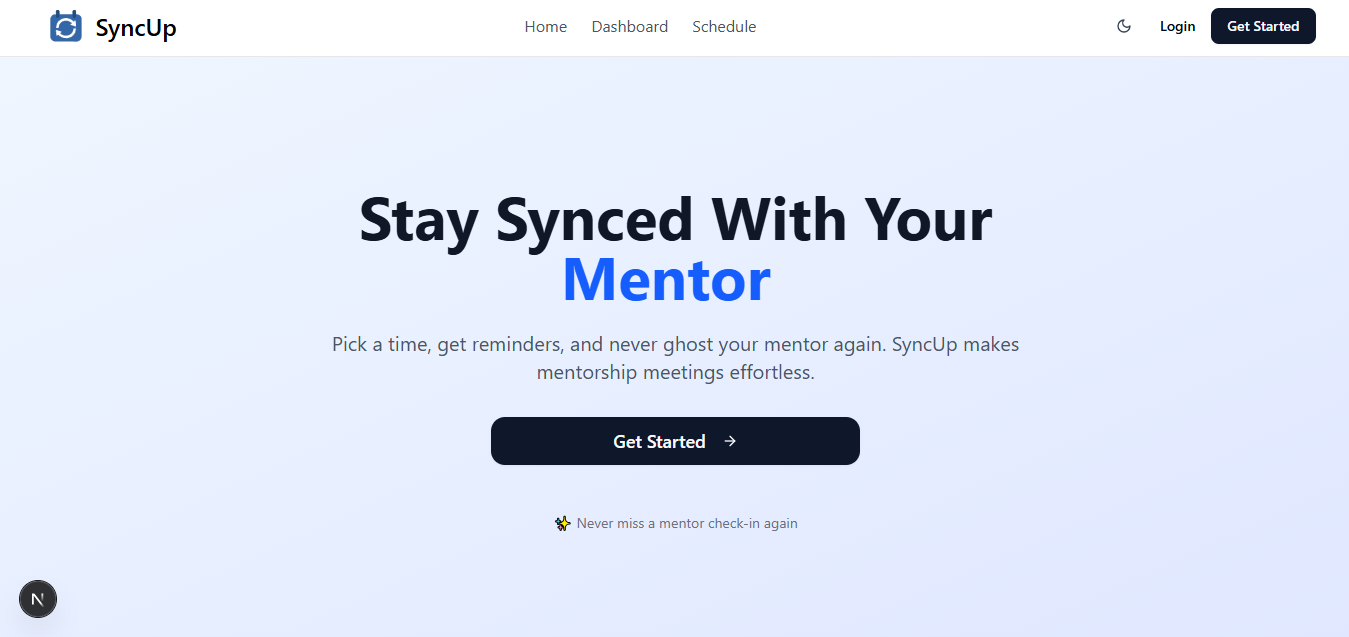 SyncUp
Home Dashboard Schedule
Login Get Started
Stay Synced With Your
Mentor
Pick a time, get reminders, and never ghost your mentor again. SyncUp makes
mentorship meetings effortless.
Get Started →
✨ Never miss a mentor check-in again
N